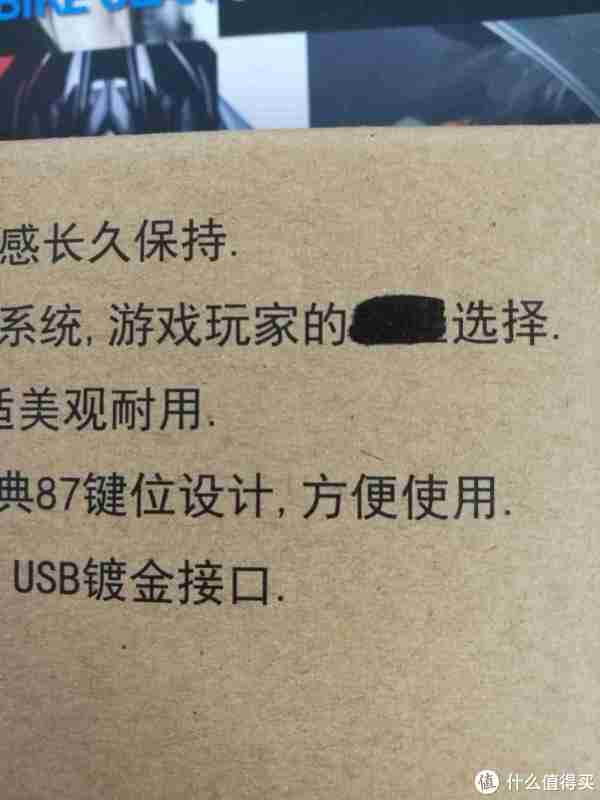 BIKE
感长久保持.
系统,游戏玩家的选择.
适美观耐用.
典87键位设计,方便使用.
USB镀金接口.
值 什么值得买